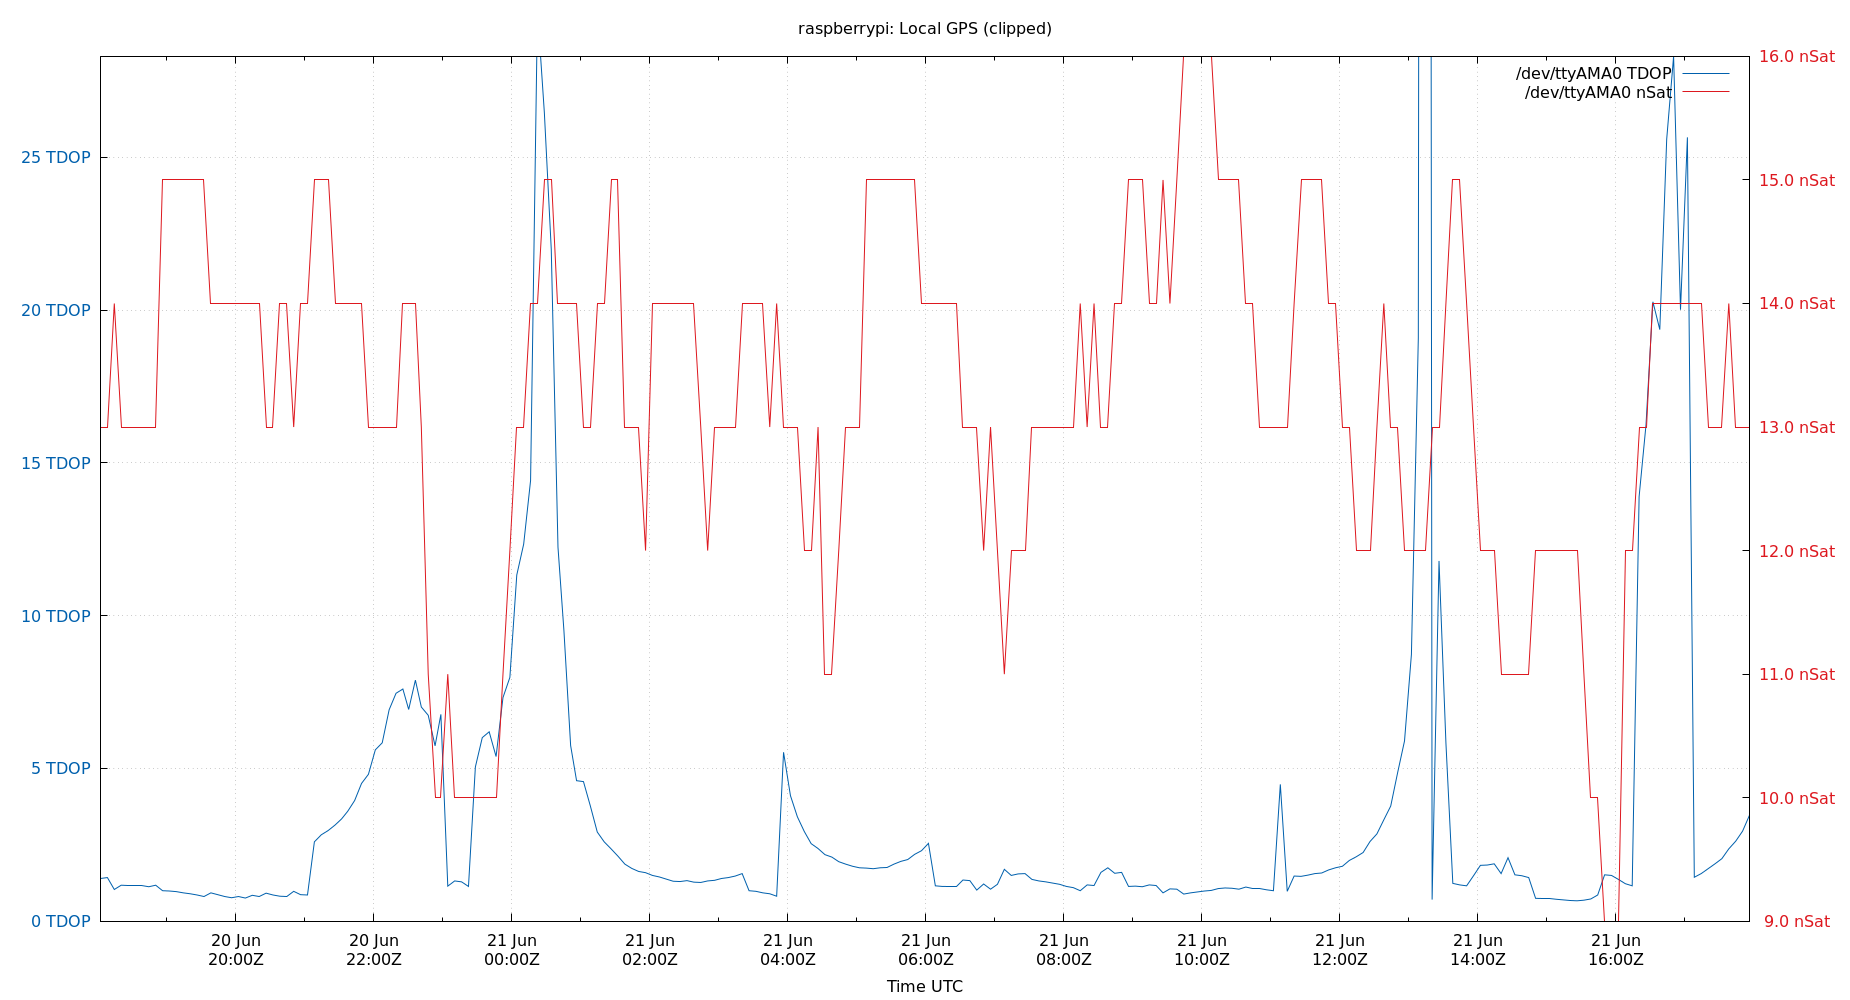 raspberrypi: Local GPS (clipped)
16.0 nSat
/dev/ttyAMA0 TDOP
/dev/ttyAMA0 nSat
25 TDOP
15.0 nSat
20 TDOP
14.0 nSat
15 TDOP
13.0 nSat
12.0 nSat
10 TDOP
11.0 nSat
5 TDOP
10.0 nSat
0 TDOP
9.0 nSat
20 Jun
20:00Z
20 Jun
22:00Z
21 Jun
00:00Z
21 Jun
02:00Z
21 Jun
04:00Z
21 Jun
06:00Z
21 Jun
08:00Z
21 Jun
10:00Z
21 Jun
12:00Z
21 Jun
14:00Z
21 Jun
16:00Z
Time UTC